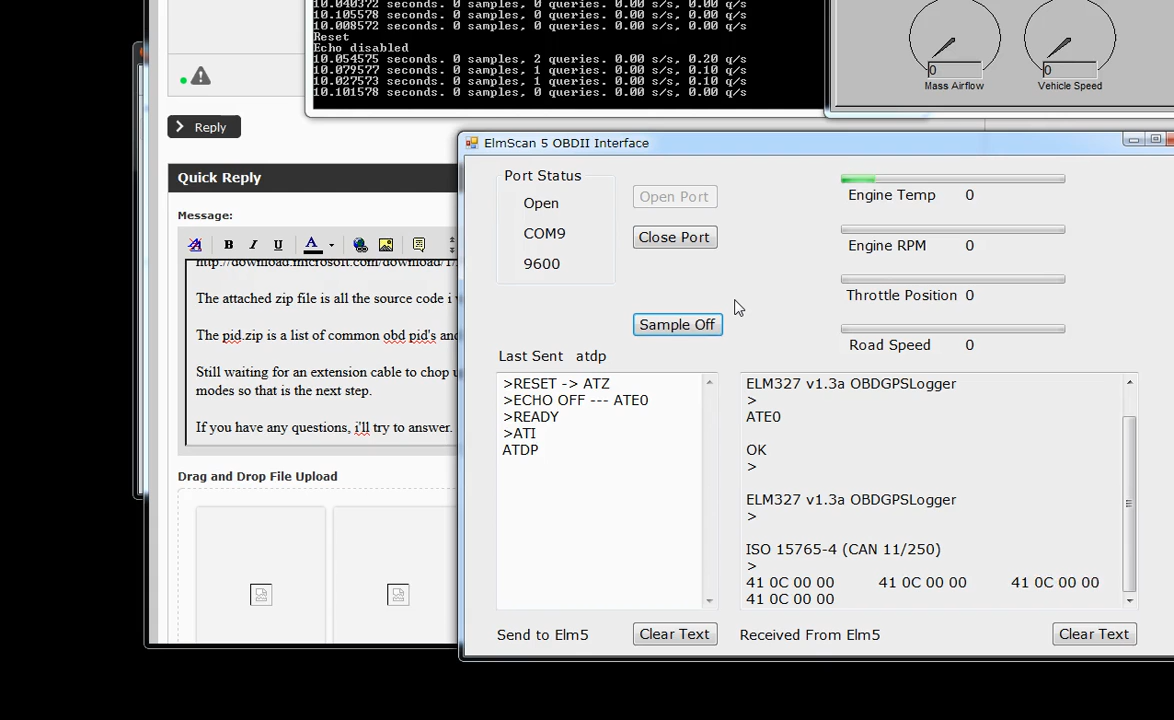 10.040372 seconds. 0 samples, 0 queries. 0.00 s/s, 0.00 q/s
10.105578 seconds. 0 samples, 0 queries. 0.00 s/s, 0.00 q/s
10.008572 seconds. 0 samples, 0 queries. 0.00 s/s, 0.00 q/s
Reset
Echo disabled
10.054575 seconds. 0 samples, 2 queries. 0.00 s/s, 0.20 q/s
10.079577 seconds. 0 samples, 1 queries. 0.00 s/s, 0.10 q/s
10.027573 seconds. 0 samples, 1 queries. 0.00 s/s, 0.10 q/s
10.101578 seconds. 0 samples, 0 queries. 0.00 s/s, 0.00 q/s
0
Mass Airflow
0
Vehicle Speed
Reply
Quick Reply
Message:
B I U A
http://download.microsoft.com/download/1/
The attached zip file is all the source code i
The pid.zip is a list of common obd pid's and
Still waiting for an extension cable to chop u
modes so that is the next step.
If you have any questions, i'll try to answer.
Drag and Drop File Upload
ElmScan 5 OBDII Interface
Port Status
Open
COM9
9600
Open Port
Close Port
Sample Off
Engine Temp 0
Engine RPM 0
Throttle Position 0
Road Speed 0
Last Sent atdp
>RESET -> ATZ
>ECHO OFF --- ATE0
>READY
>ATI
ATDP
ELM327 v1.3a OBDGPSLogger
>
ATE0
OK
>
ELM327 v1.3a OBDGPSLogger
>
ISO 15765-4 (CAN 11/250)
>
41 0C 00 00 41 0C 00 00 41 0C 00 00
41 0C 00 00
Send to Elm5
Clear Text
Received From Elm5
Clear Text